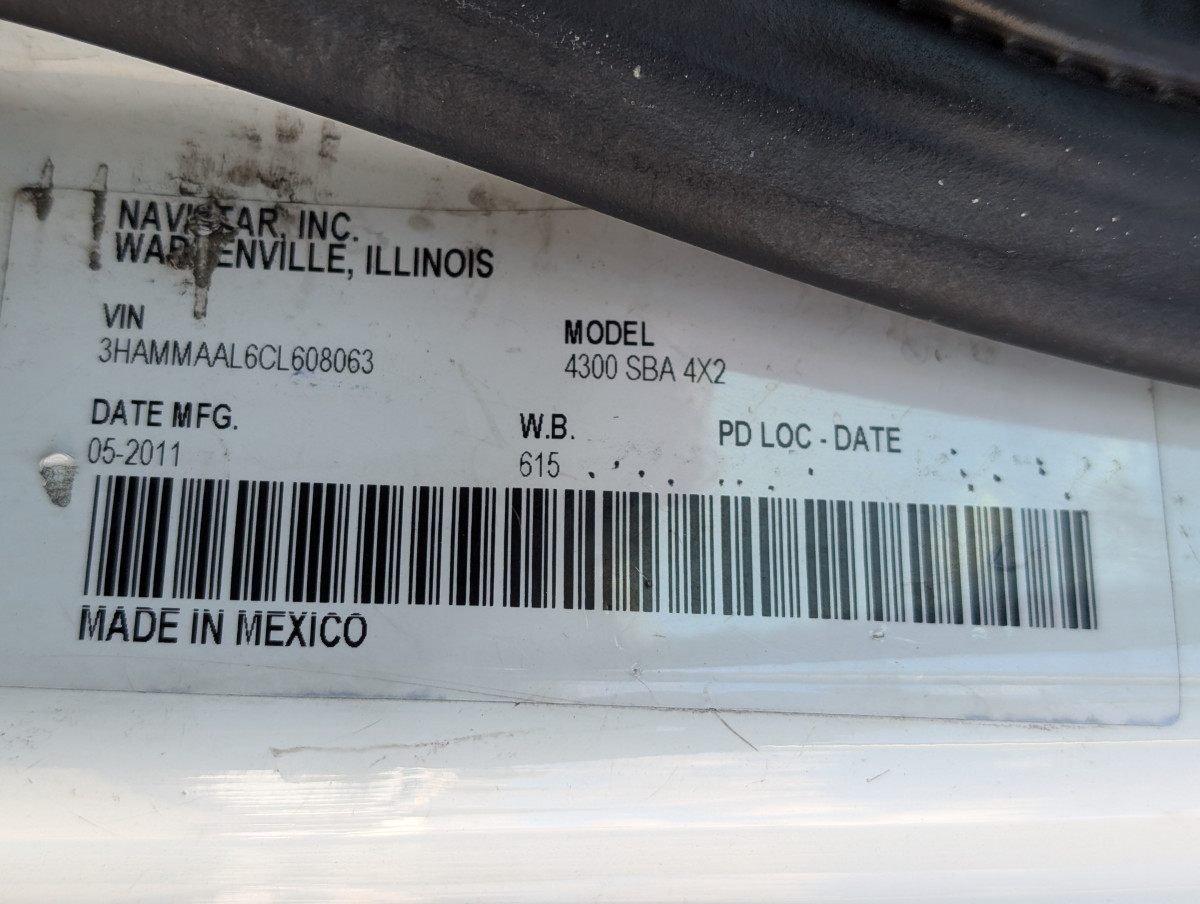 NAVISTAR, INC.
WARRENVILLE, ILLINOIS
VIN
3HAMMAAL6CL608063
MODEL
4300 SBA 4X2
DATE MFG.
05-2011
W.B.
615
PD LOC - DATE
MADE IN MEXICO